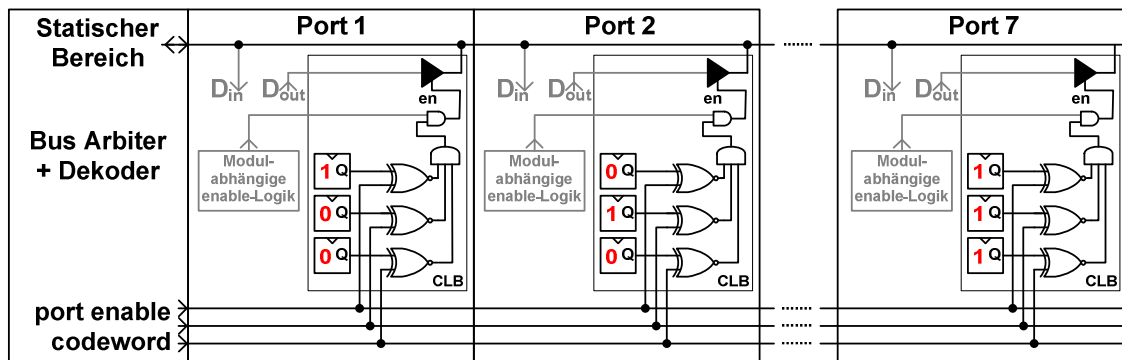 Statischer
Bereich
Bus Arbiter
+ Dekoder
port enable
codeword
Port 1
Din
Dout
en
Modul-
abhängige
enable-Logik
1 Q
0 Q
0 Q
CLB
Port 2
Din
Dout
en
Modul-
abhängige
enable-Logik
0 Q
1 Q
0 Q
CLB
Port 7
Din
Dout
en
Modul-
abhängige
enable-Logik
1 Q
1 Q
1 Q
CLB